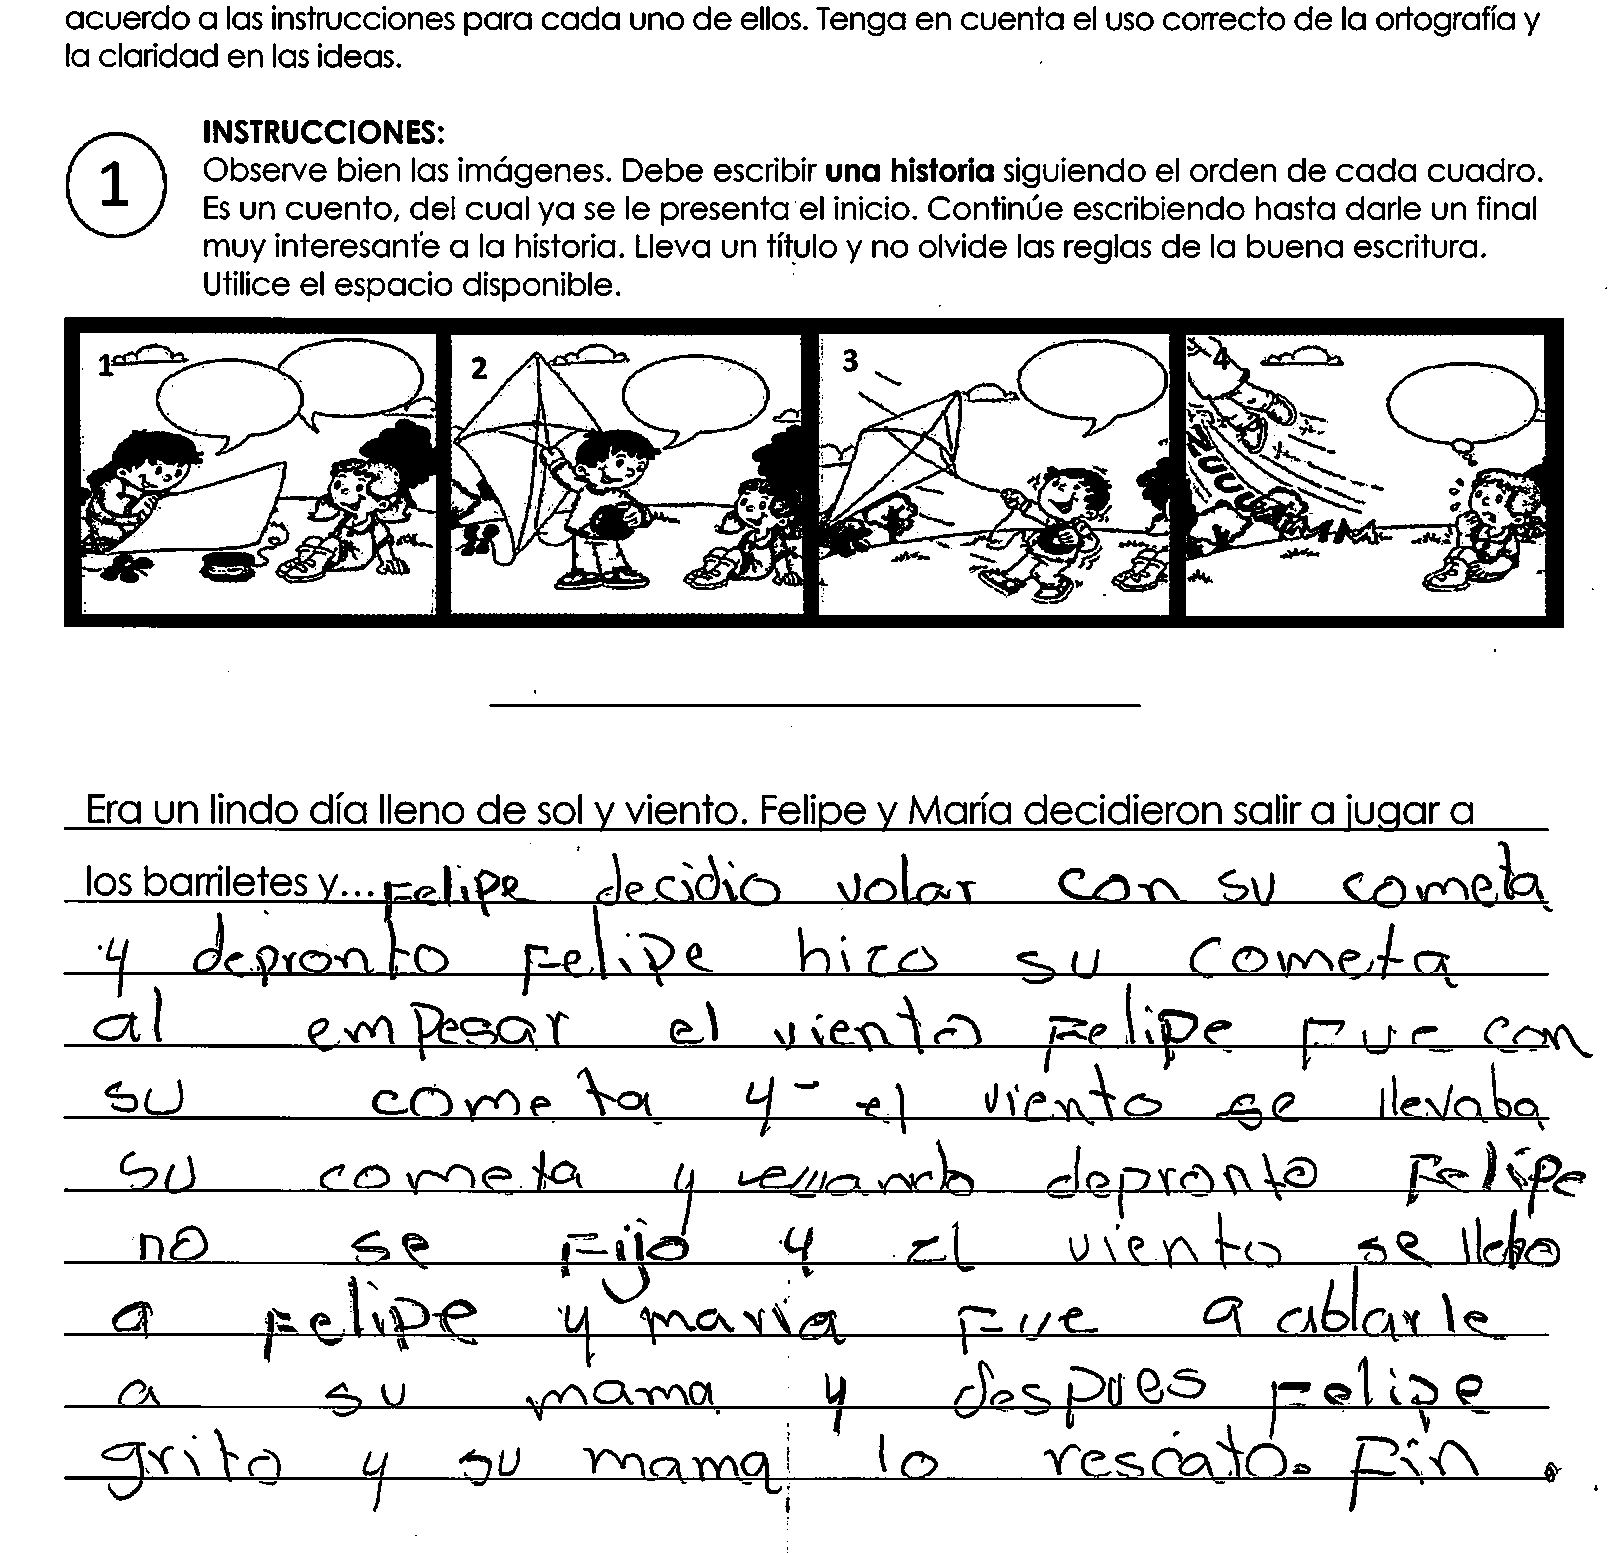 acuerdo a las instrucciones para cada uno de ellos. Tenga en cuenta el uso correcto de la ortografía y
la claridad en las ideas.
1
INSTRUCCIONES:
Observe bien las imágenes. Debe escribir una historia siguiendo el orden de cada cuadro.
Es un cuento, del cual ya se le presenta el inicio. Continúe escribiendo hasta darle un final
muy interesante a la historia. Lleva un título y no olvide las reglas de la buena escritura.
Utilice el espacio disponible.
1 2 3 4
ZUUUUMMM
Era un lindo día lleno de sol y viento. Felipe y María decidieron salir a jugar a
los barriletes y... Felipe decidio volar con su cometa
y depronto Felipe hizo su cometa
al empesar el viento Felipe Fue con
su cometa y el viento se llevaba
su cometa y depronto Felipe
no se Fijo y el viento se llebo
a Felipe y maria Fue a ablarle
a su mama y despues Felipe
grito y su mama lo rescato. Fin.